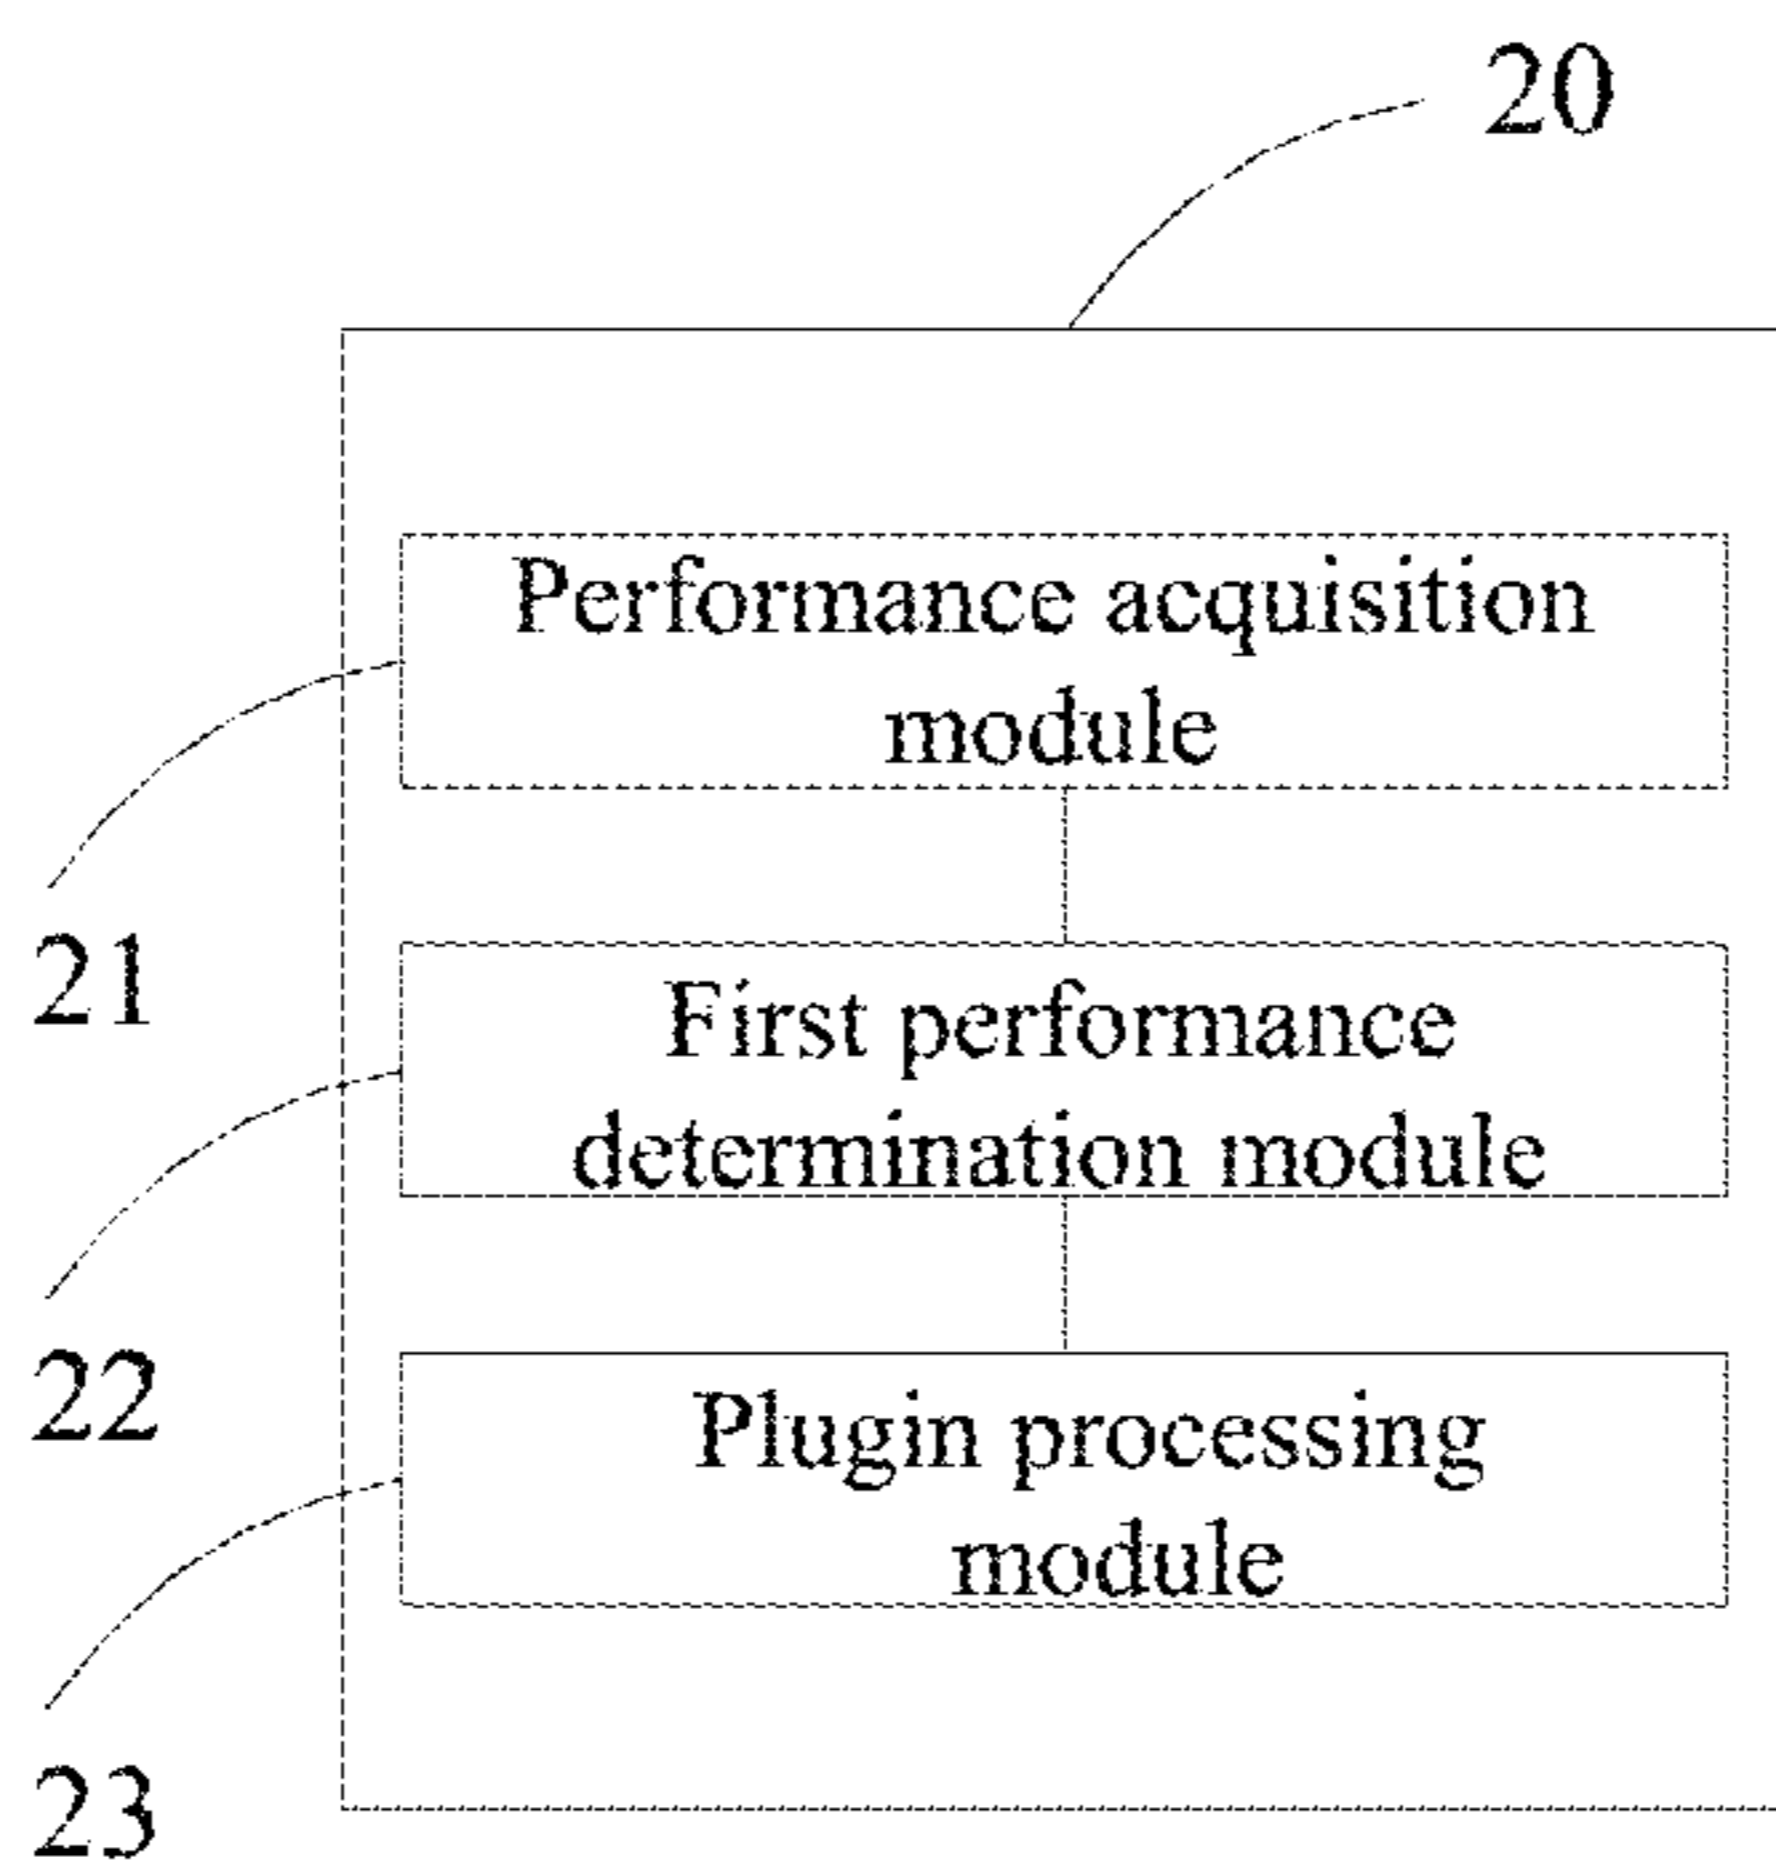 20
Performance acquisition
module
21
First performance
determination module
22
Plugin processing
module
23